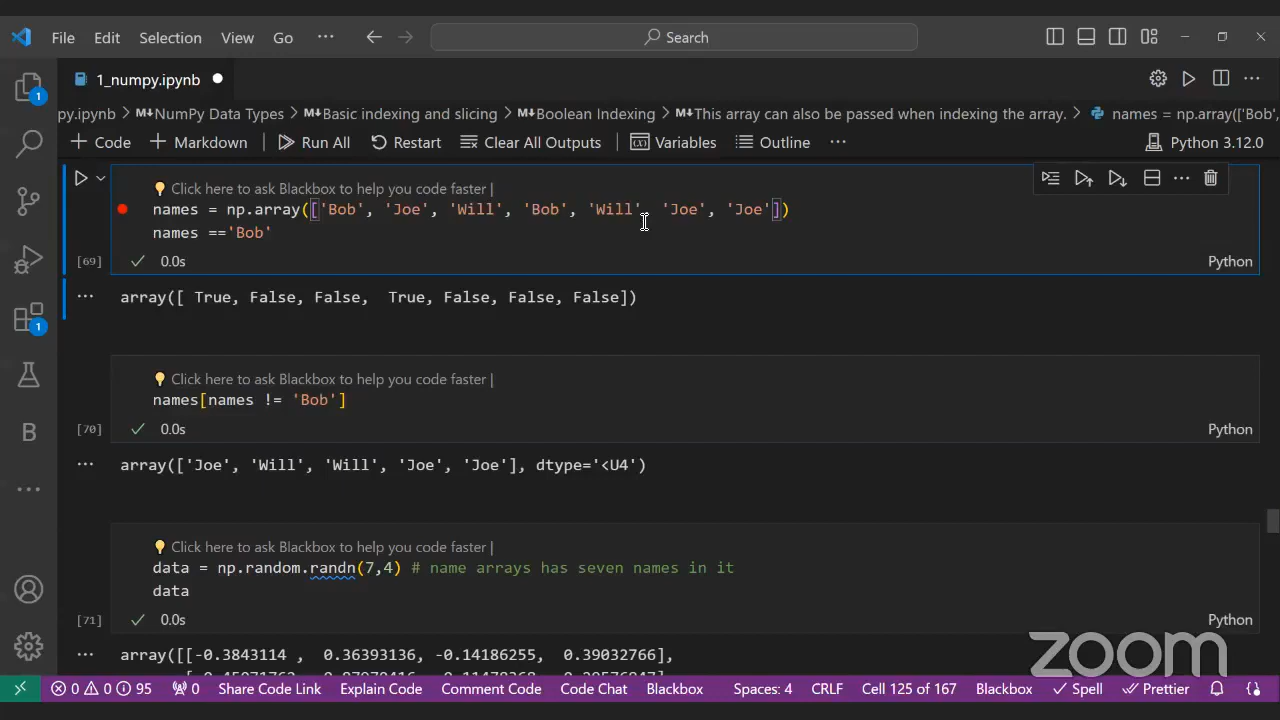 File Edit Selection View Go ··· Search
1_numpy.ipynb
py.ipynb > M↓NumPy Data Types > M↓Basic indexing and slicing > M↓Boolean Indexing > M↓This array can also be passed when indexing the array. > names = np.array(['Bob',
+ Code + Markdown Run All Restart Clear All Outputs Variables Outline ··· Python 3.12.0
Click here to ask Blackbox to help you code faster |
names = np.array(['Bob', 'Joe', 'Will', 'Bob', 'Will', 'Joe', 'Joe'])
names =='Bob'
[69] 0.0s Python
array([ True, False, False,  True, False, False, False])
Click here to ask Blackbox to help you code faster |
names[names != 'Bob']
[70] 0.0s Python
array(['Joe', 'Will', 'Will', 'Joe', 'Joe'], dtype='<U4')
Click here to ask Blackbox to help you code faster |
data = np.random.randn(7,4) # name arrays has seven names in it
data
[71] 0.0s Python
array([[-0.3843114 ,  0.36393136, -0.14186255,  0.39032766],
zoom
0 0 95 0 Share Code Link Explain Code Comment Code Code Chat Blackbox Spaces: 4 CRLF Cell 125 of 167 Blackbox Spell Prettier